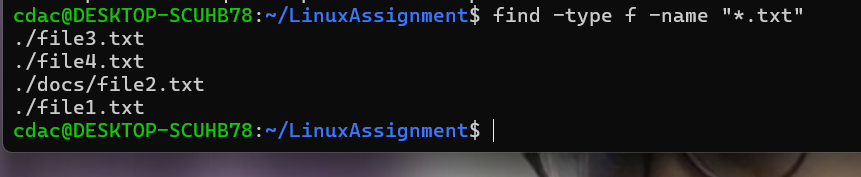 cdac@DESKTOP-SCUHB78:~/LinuxAssignment$ find -type f -name "*.txt"
./file3.txt
./file4.txt
./docs/file2.txt
./file1.txt
cdac@DESKTOP-SCUHB78:~/LinuxAssignment$